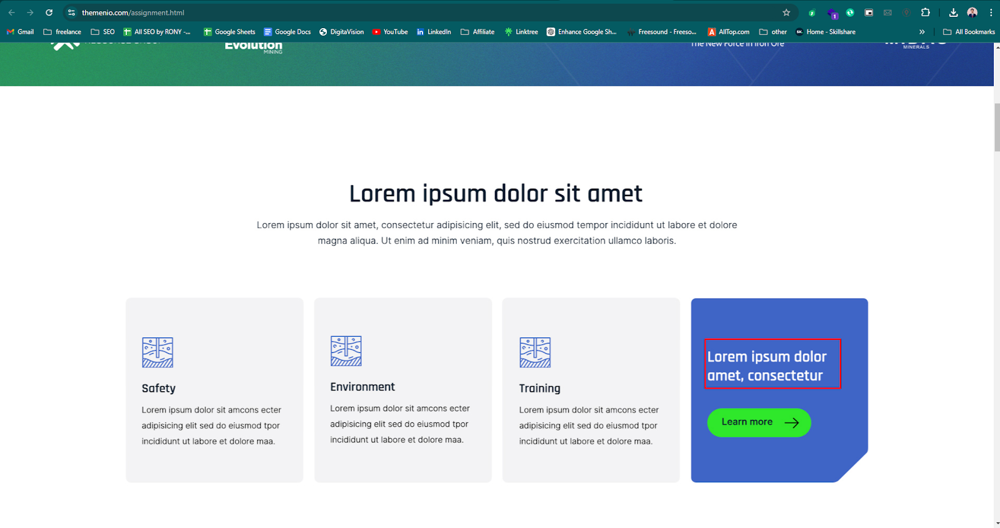 themenio.com/assignment.html
Gmail freelance SEO All SEO by RONY -... Google Sheets Google Docs DigitaVision YouTube LinkedIn Affiliate Linktree Enhance Google Sh... Freesound - Freeso... AllTop.com other Home - Skillshare » All Bookmarks
Evolution
MINING
The New Force in Iron Ore
MINERALS
Lorem ipsum dolor sit amet
Lorem ipsum dolor sit amet, consectetur adipisicing elit, sed do eiusmod tempor incididunt ut labore et dolore
magna aliqua. Ut enim ad minim veniam, quis nostrud exercitation ullamco laboris.
Safety
Lorem ipsum dolor sit amcons ecter
adipisicing elit sed do eiusmod tpor
incididunt ut labore et dolore maa.
Environment
Lorem ipsum dolor sit amcons ecter
adipisicing elit sed do eiusmod tpor
incididunt ut labore et dolore maa.
Training
Lorem ipsum dolor sit amcons ecter
adipisicing elit sed do eiusmod tpor
incididunt ut labore et dolore maa.
Lorem ipsum dolor
amet, consectetur
Learn more